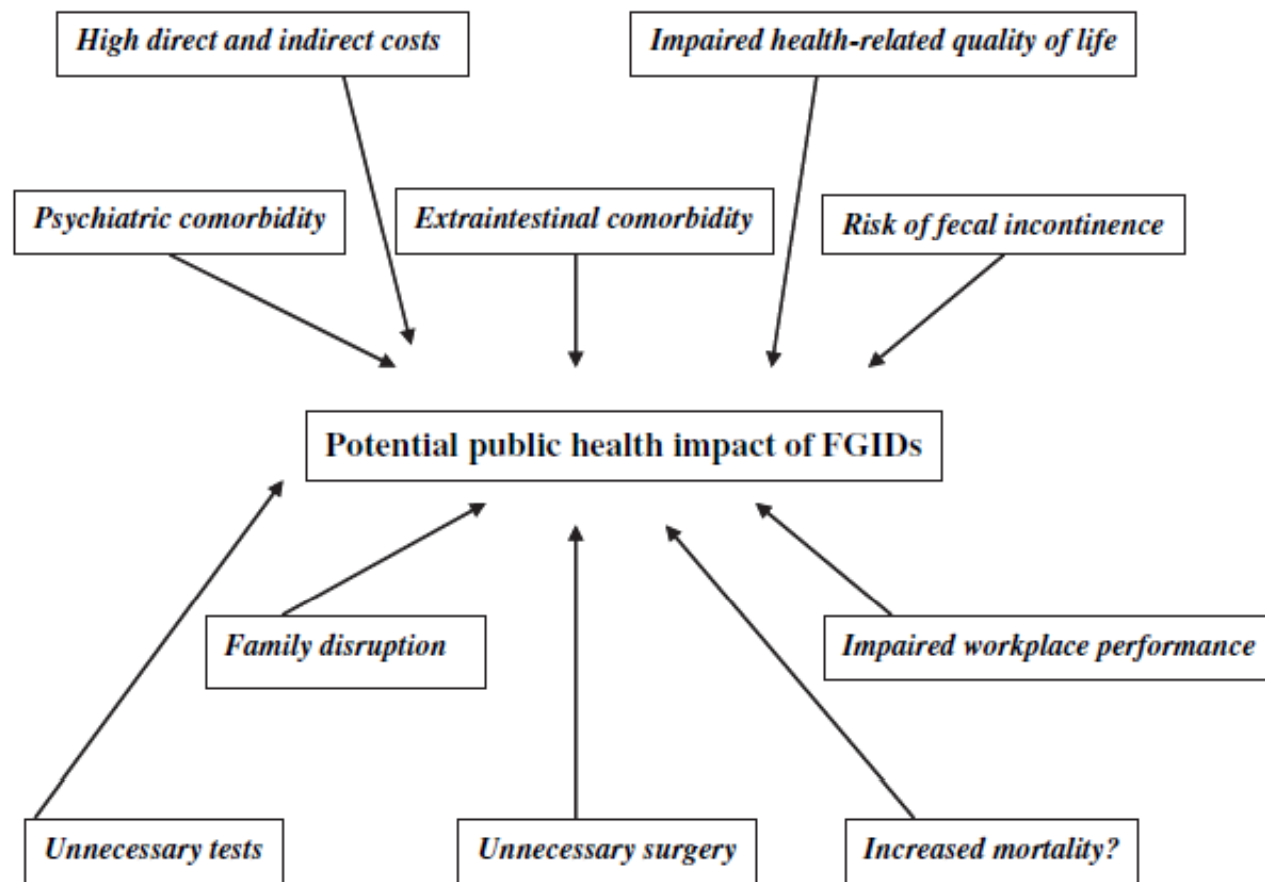 High direct and indirect costs
Impaired health-related quality of life
Psychiatric comorbidity
Extraintestinal comorbidity
Risk of fecal incontinence
Potential public health impact of FGIDs
Family disruption
Impaired workplace performance
Unnecessary tests
Unnecessary surgery
Increased mortality?